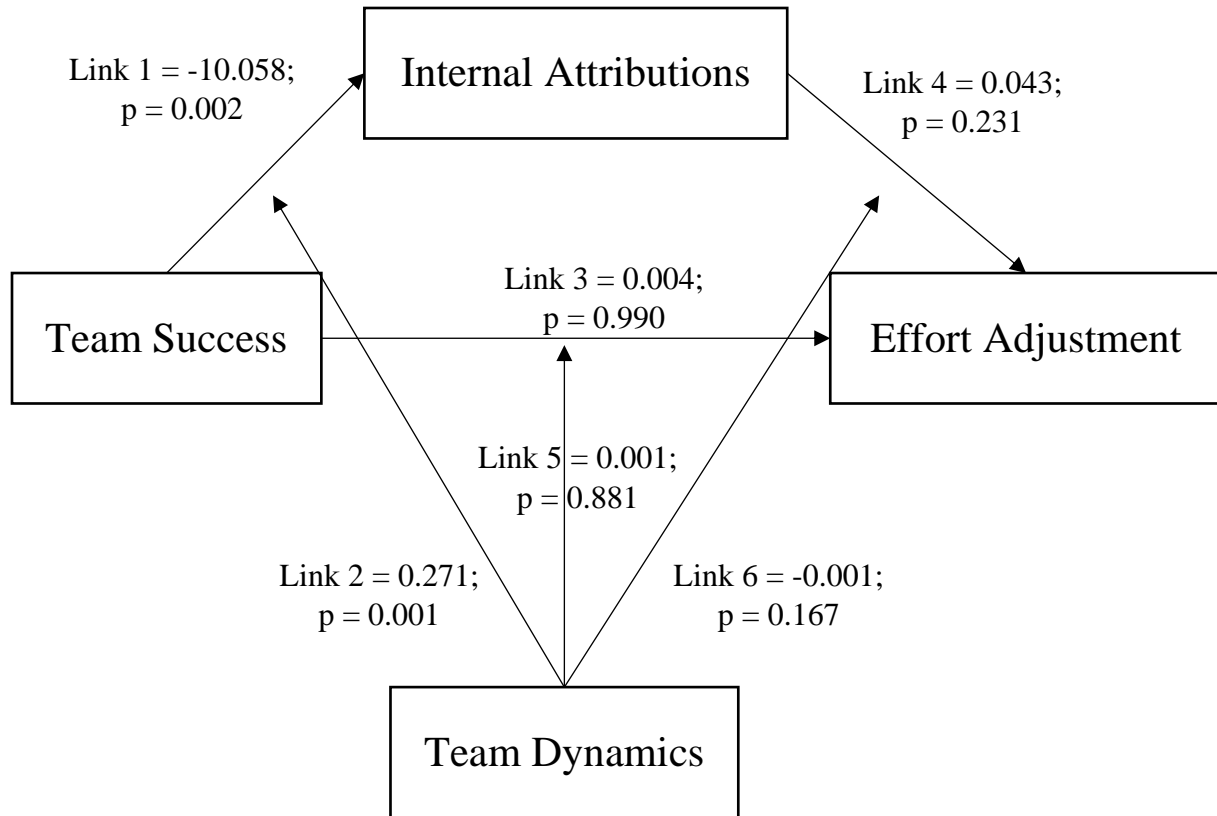 Internal Attributions
Link 1 = -10.058;
p = 0.002
Link 4 = 0.043;
p = 0.231
Team Success
Link 3 = 0.004;
p = 0.990
Effort Adjustment
Link 5 = 0.001;
p = 0.881
Link 2 = 0.271;
p = 0.001
Link 6 = -0.001;
p = 0.167
Team Dynamics